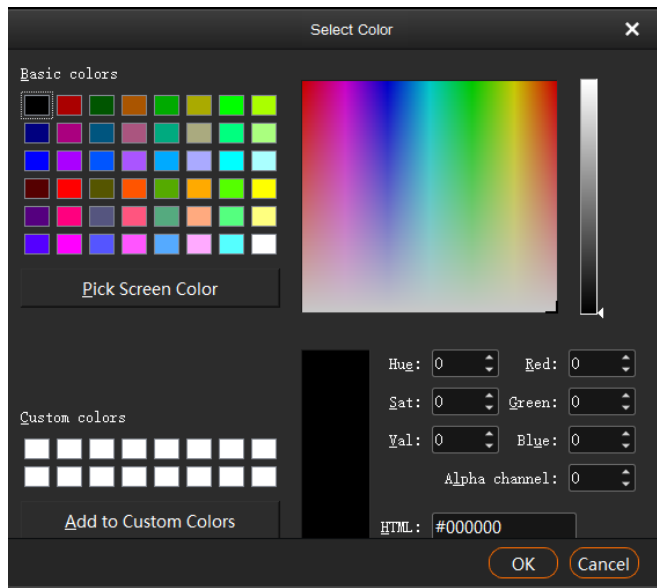 Select Color
Basic colors
Pick Screen Color
Hue: 0 Red: 0
Sat: 0 Green: 0
Val: 0 Blue: 0
Alpha channel: 0
Custom colors
Add to Custom Colors
HTML: #000000
OK Cancel